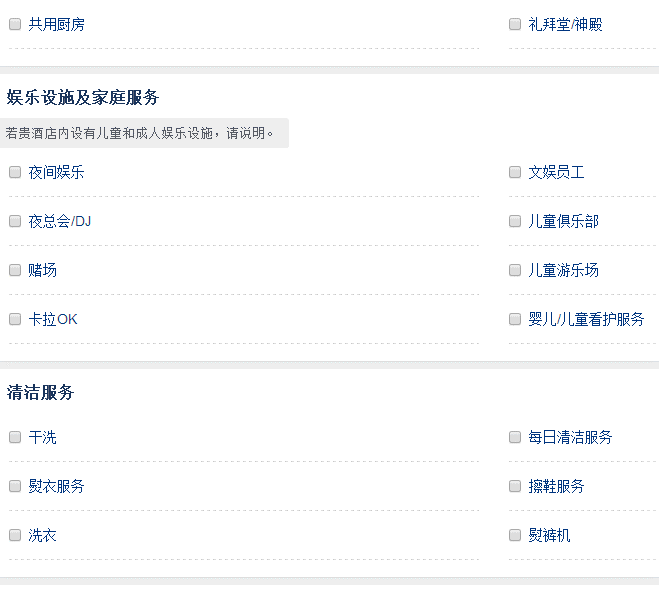 共用厨房
礼拜堂/神殿
娱乐设施及家庭服务
若贵酒店内设有儿童和成人娱乐设施，请说明。
夜间娱乐
文娱员工
夜总会/DJ
儿童俱乐部
赌场
儿童游乐场
卡拉OK
婴儿/儿童看护服务
清洁服务
干洗
每日清洁服务
熨衣服务
擦鞋服务
洗衣
熨裤机